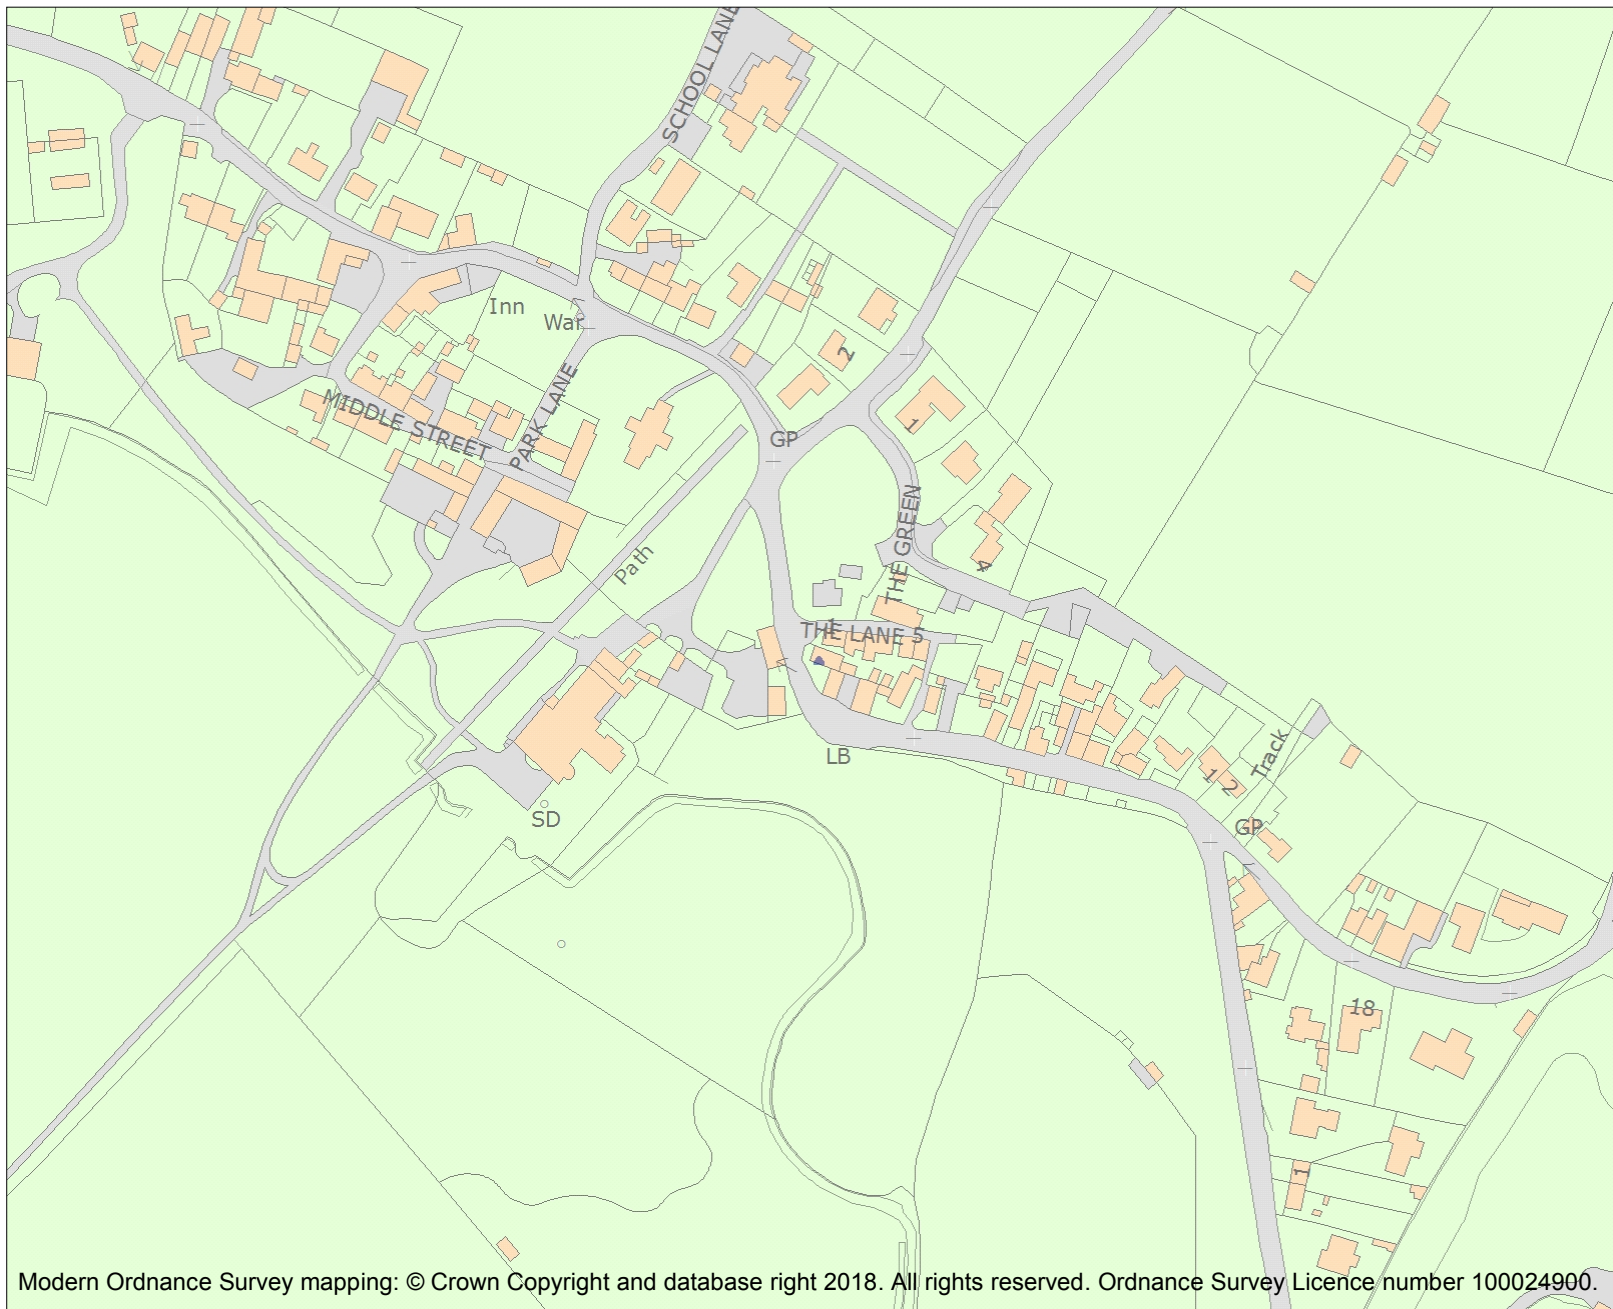 SCHOOL LANE
Inn
War
2
PARK LANE
MIDDLE STREET
1
GP
THE GREEN
Path
4
1
THE LANE 5
LB
Track
1
2
SD
GP
18
1
Modern Ordnance Survey mapping: © Crown Copyright and database right 2018. All rights reserved. Ordnance Survey Licence number 100024900.